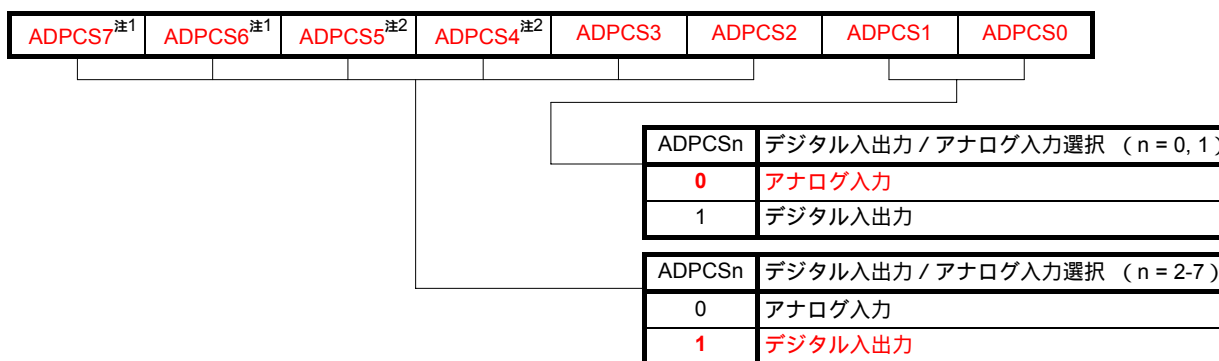 ADPCS7注1 ADPCS6注1 ADPCS5注2 ADPCS4注2 ADPCS3 ADPCS2 ADPCS1 ADPCS0
ADPCSn デジタル入出力 / アナログ入力選択 （n = 0, 1）
0 アナログ入力
1 デジタル入出力
ADPCSn デジタル入出力 / アナログ入力選択 （n = 2-7）
0 アナログ入力
1 デジタル入出力